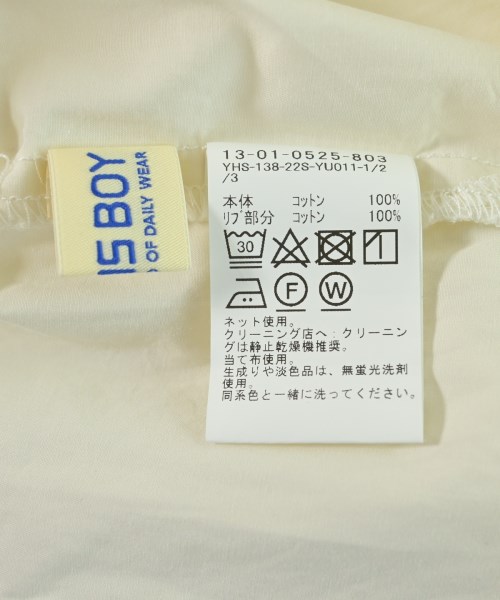 MS BOY
OF DAILY WEAR
13-01-0525-803
YHS-138-22S-YU011-1/2
/3
本体 コットン 100%
リブ部分 コットン 100%
30
F W
ネット使用。
クリーニング店へ：クリーニン
グは静止乾燥機推奨。
当て布使用。
生成りや淡色品は、無蛍光洗剤
使用。
同系色と一緒に洗ってください。